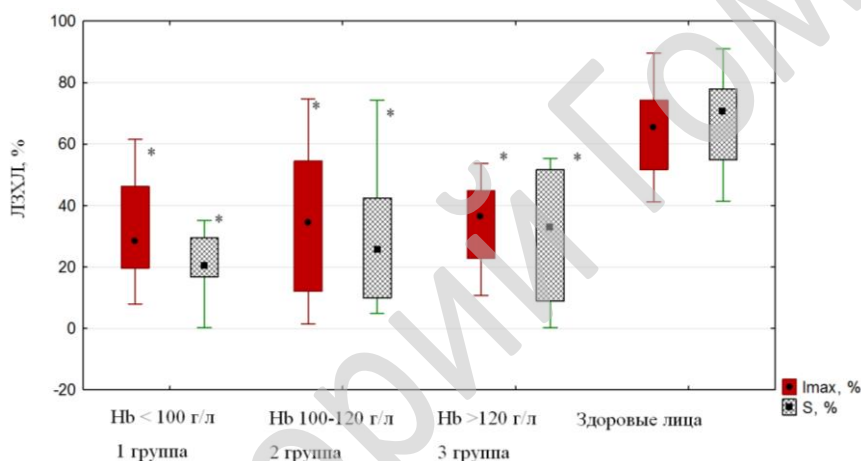 100
80
60
40
20
0
-20
ЛЗХЛ, %
* * * * * *
Imax, %
S, %
Hb < 100 г/л Hb 100-120 г/л Hb >120 г/л Здоровые лица
1 группа 2 группа 3 группа